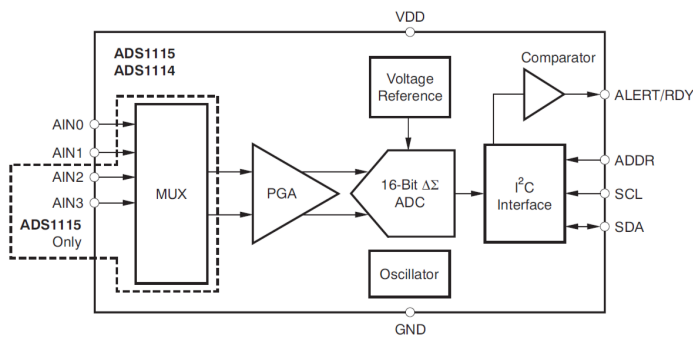 VDD
ADS1115
ADS1114
Comparator
Voltage
Reference
ALERT/RDY
AIN0
AIN1
AIN2
AIN3
MUX
PGA
16-Bit ΔΣ
ADC
I²C
Interface
ADDR
SCL
SDA
ADS1115
Only
Oscillator
GND